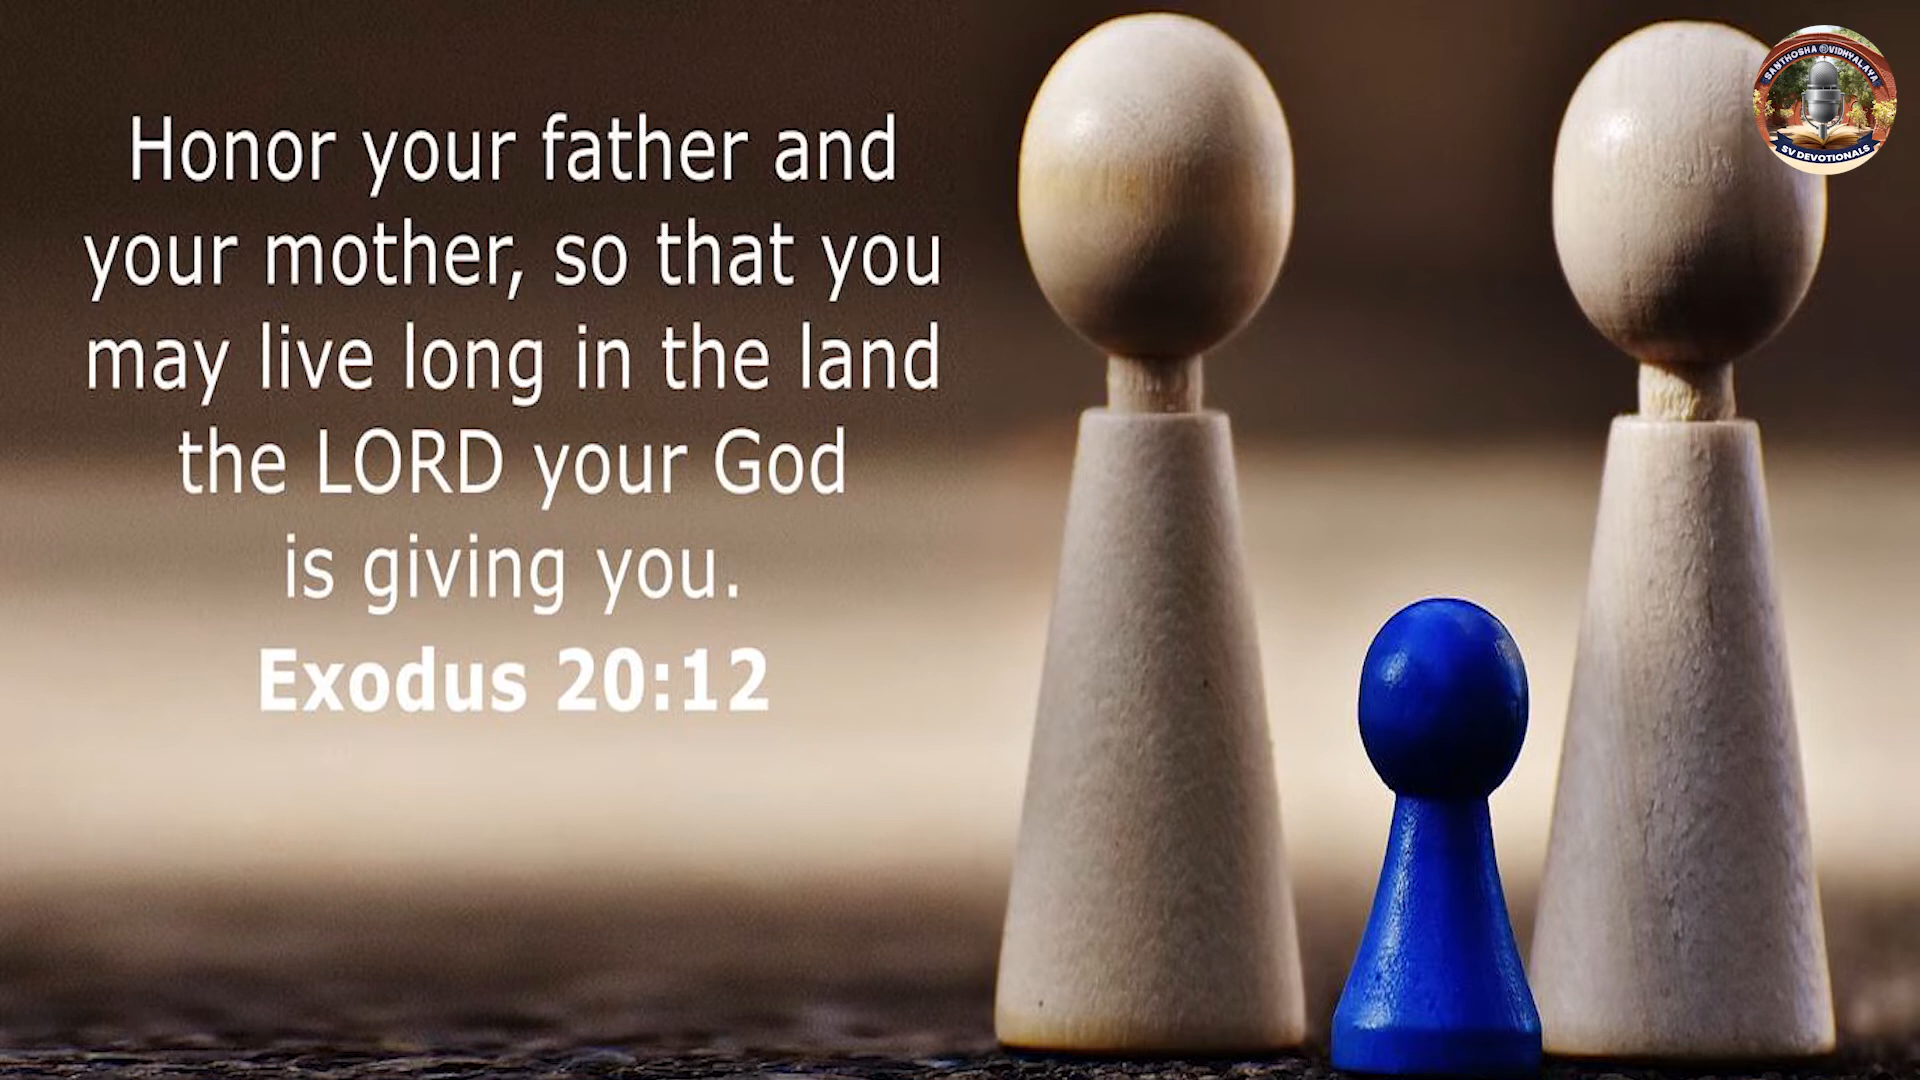 Honor your father and
your mother, so that you
may live long in the land
the LORD your God
is giving you.
Exodus 20:12
SANTHOSHA VIDHYALAYA
SV DEVOTIONALS